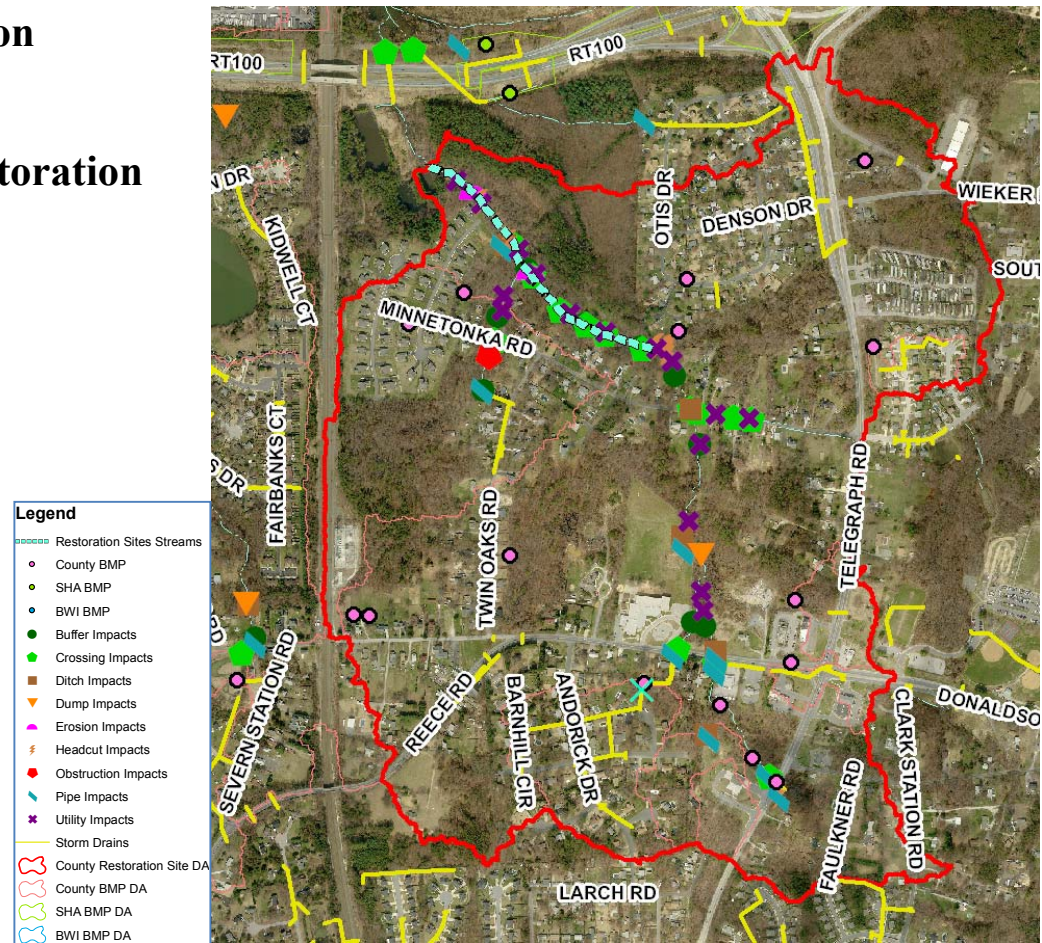 on
toration
RT100
RT100
N DR
KIDWELL CT
OTIS DR
DENSON DR
WIEKER
SOUT
MINNETONKA RD
FAIRBANKS CT
S DR
TWIN OAKS RD
TELEGRAPH RD
RD
SEVERN STATION RD
REECE RD
BARNHILL CIR
ANDORICK DR
DONALDSO
CLARK STATION RD
FAULKNER RD
LARCH RD
Legend
Restoration Sites Streams
County BMP
SHA BMP
BWI BMP
Buffer Impacts
Crossing Impacts
Ditch Impacts
Dump Impacts
Erosion Impacts
Headcut Impacts
Obstruction Impacts
Pipe Impacts
Utility Impacts
Storm Drains
County Restoration Site DA
County BMP DA
SHA BMP DA
BWI BMP DA